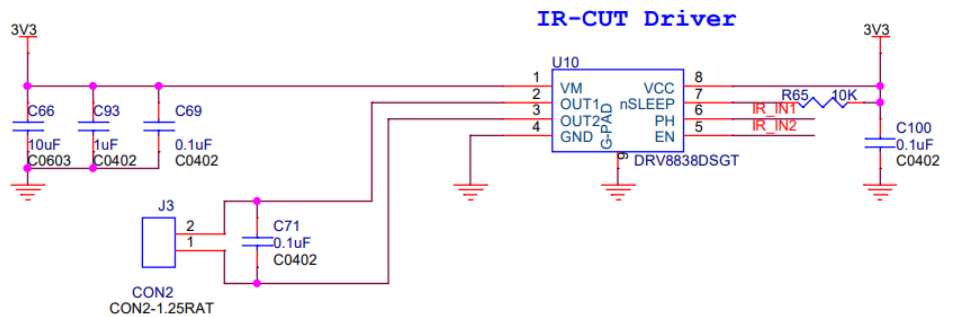 IR-CUT Driver
3V3
3V3
U10
1
VM
VCC
8
2
OUT1
nSLEEP
7
R65
10K
3
OUT2
PH
6
IR_IN1
4
GND
EN
5
IR_IN2
G-PAD
9
DRV8838DSGT
C66
10uF
C0603
C93
1uF
C0402
C69
0.1uF
C0402
C100
0.1uF
C0402
J3
2
1
C71
0.1uF
C0402
CON2
CON2-1.25RAT